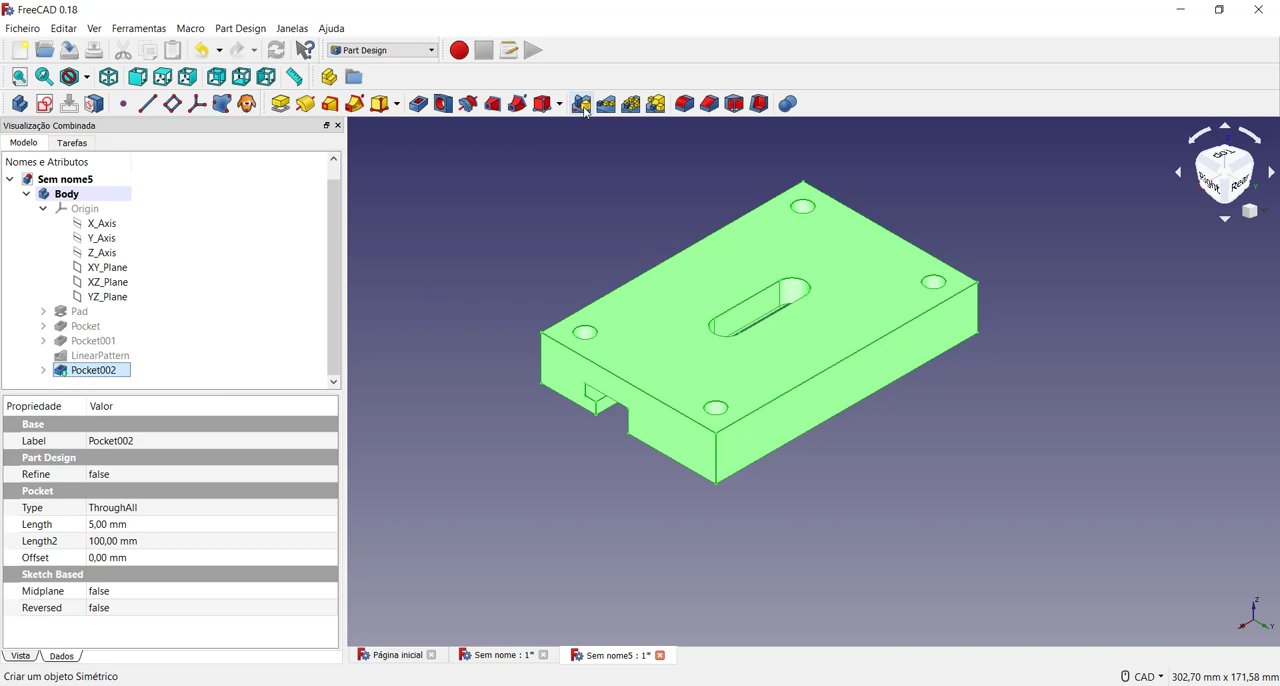 FreeCAD 0.18
Ficheiro Editar Ver Ferramentas Macro Part Design Janelas Ajuda
Part Design
Visualização Combinada
Modelo Tarefas
Nomes e Atributos
Sem nome5
Body
Origin
X_Axis
Y_Axis
Z_Axis
XY_Plane
XZ_Plane
YZ_Plane
Pad
Pocket
Pocket001
LinearPattern
Pocket002
Propriedade Valor
Base
Label Pocket002
Part Design
Refine false
Pocket
Type ThroughAll
Length 5,00 mm
Length2 100,00 mm
Offset 0,00 mm
Sketch Based
Midplane false
Reversed false
Vista Dados
Top
Right Rear
Z
X Y
Página inicial Sem nome : 1* Sem nome5 : 1*
Criar um objeto Simétrico
CAD 302,70 mm x 171,58 mm